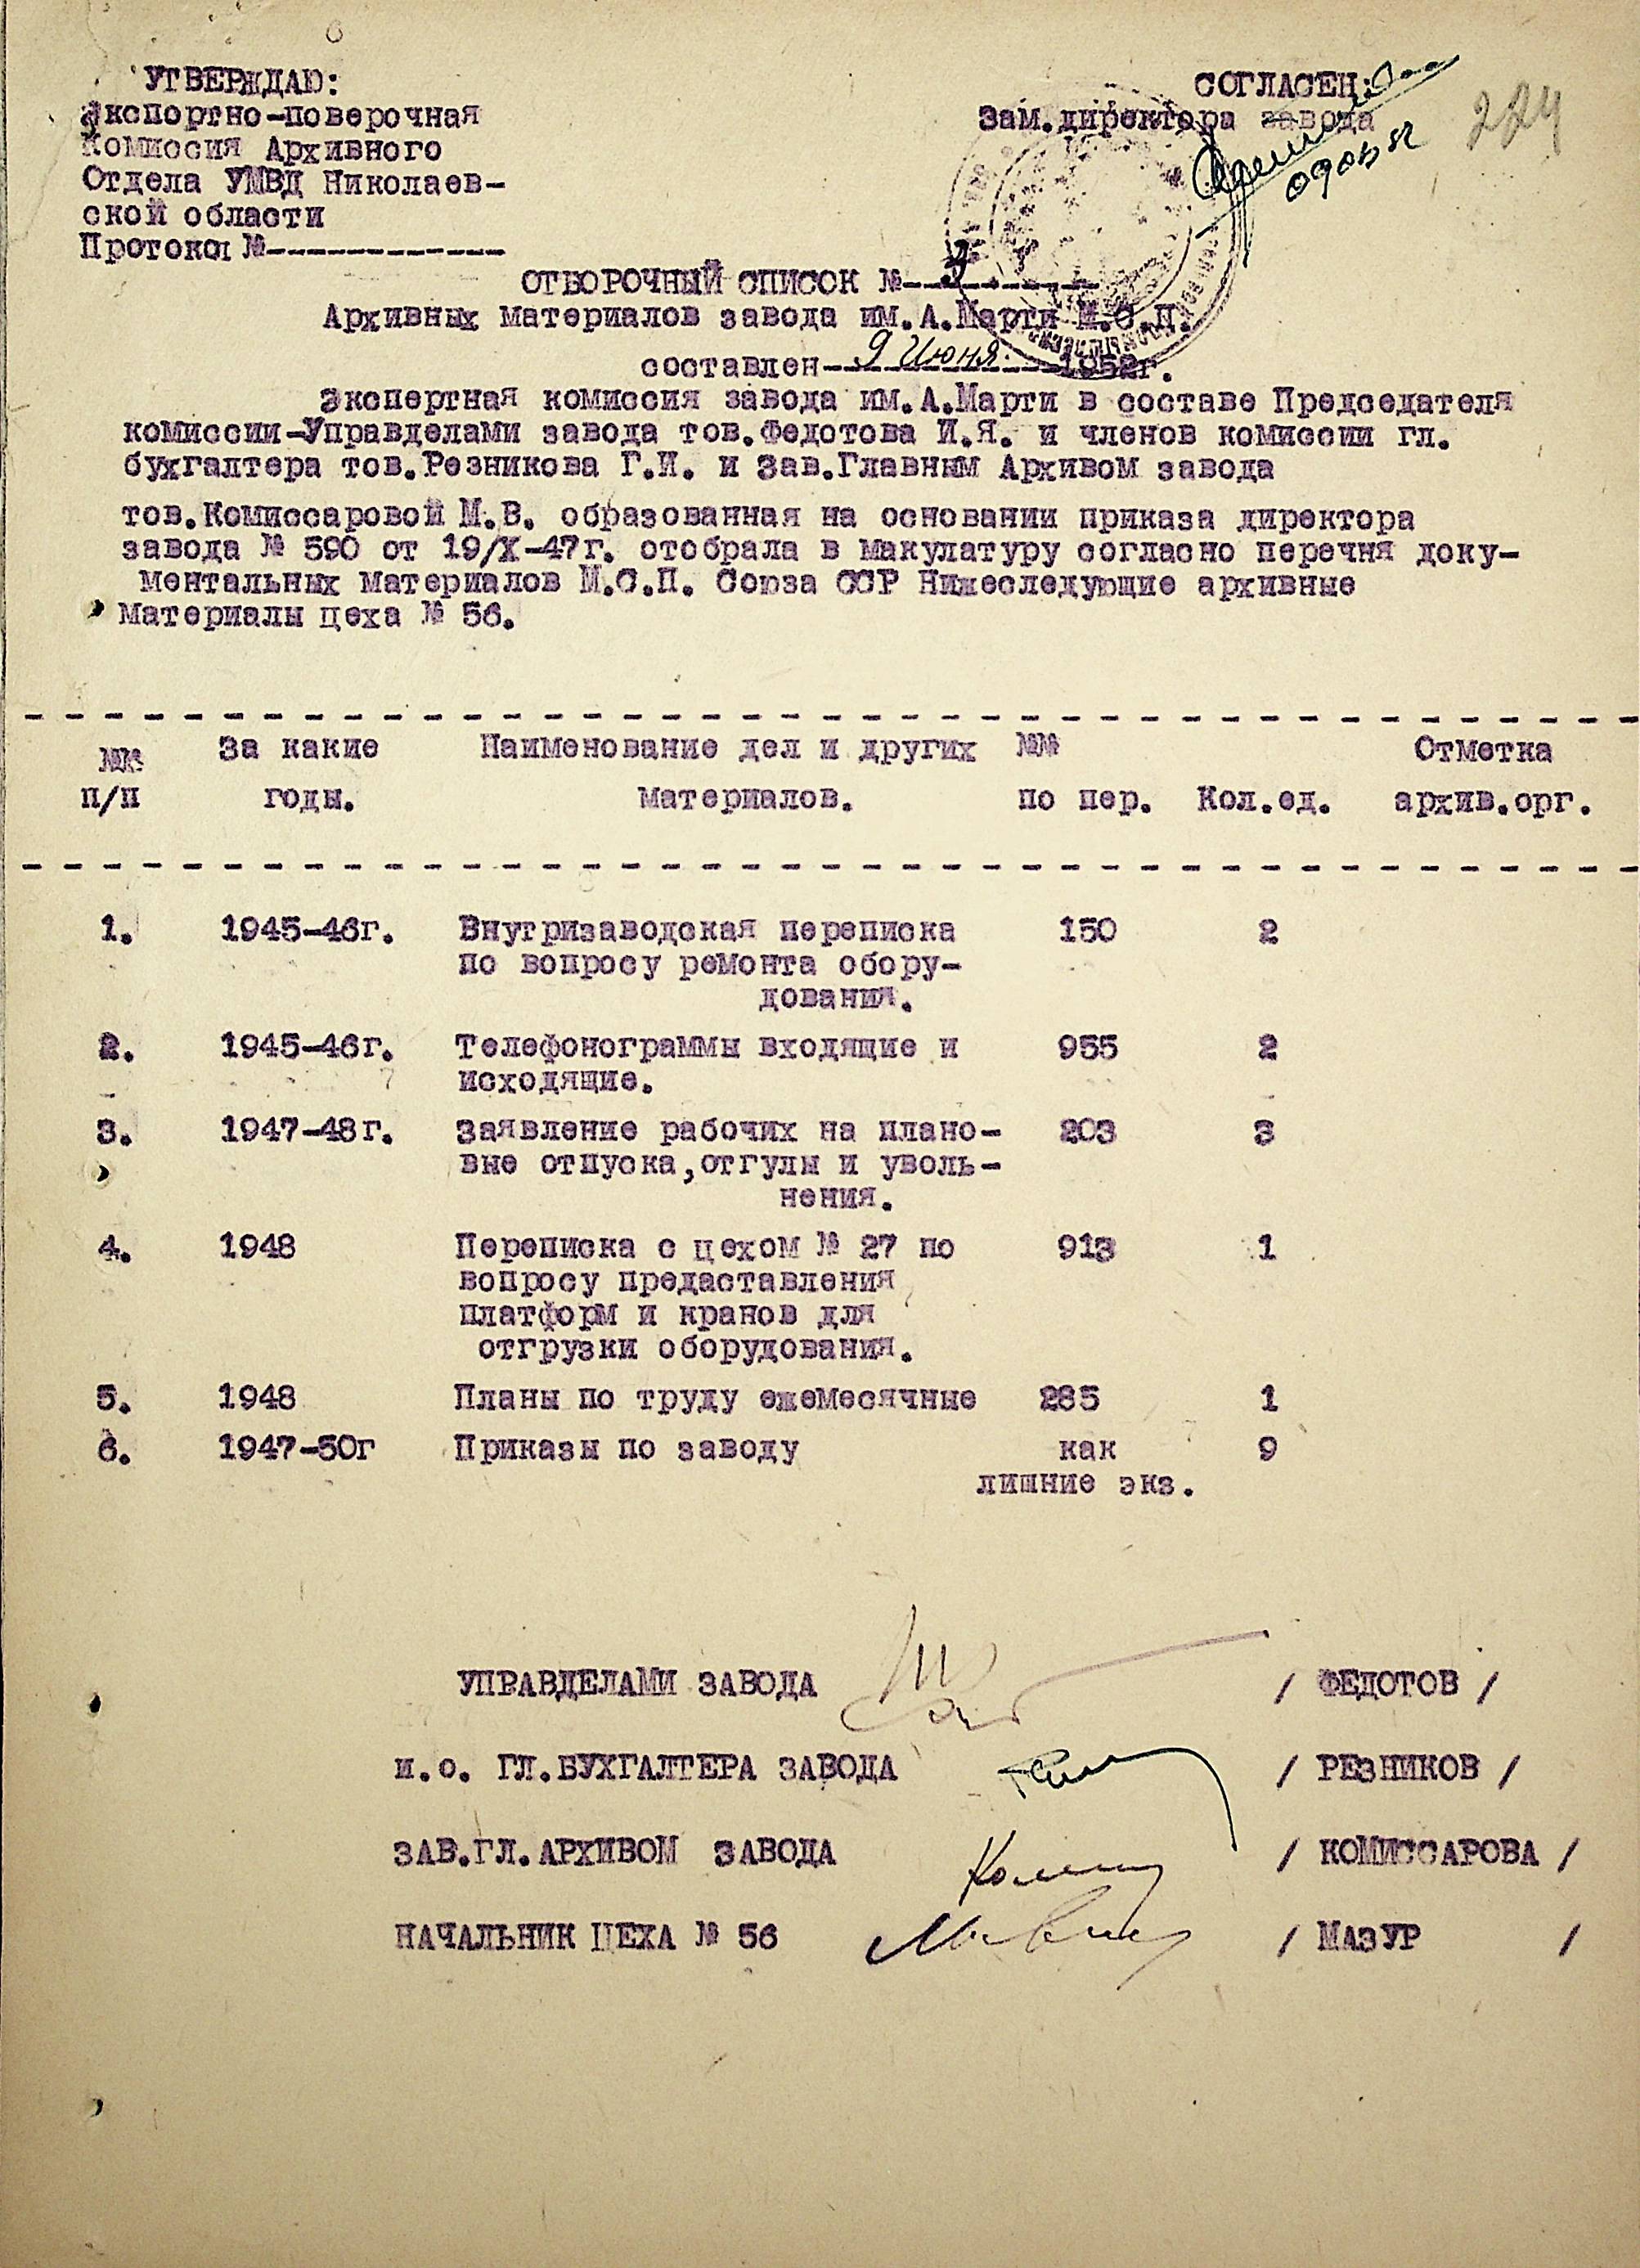 УТВЕРЖДАЮ:
Экспортно-поверочная
Комиссия Архивного
Отдела УМВД Николаев-
ской области
Протокол №------------
СОГЛАСЕН:
Зам.директора завода
224
ОТБОРОЧНЫЙ СПИСОК №
Архивных материалов завода им.А.Марти М.С.П.
составлен 9 Июня 1952г.
Экспертная комиссия завода им.А.Марти в составе Председателя
комиссии-Управделами завода тов.Федотова И.Я. и членов комиссии гл.
бухгалтера тов.Резникова Г.И. и Зав.Главным Архивом завода
тов.Комиссаровой М.В. образованная на основании приказа директора
завода № 590 от 19/X-47г. отобрала в макулатуру согласно перечня доку-
ментальных материалов М.С.П. Союза ССР Нижеследующие архивные
материалы цеха № 56.
№№ За какие Наименование дел и других №№ Отметка
п/п годы. материалов. по пер. Кол.ед. архив.орг.
1. 1945-46г. Внутризаводская переписка 150 2
по вопросу ремонта обору-
дования.
2. 1945-46г. Телефонограммы входящие и 955 2
исходящие.
3. 1947-48г. Заявление рабочих на плано- 203 3
вые отпуска,отгулы и уволь-
нения.
4. 1948 Переписка с цехом № 27 по 913 1
вопросу предаставления
платформ и кранов для
отгрузки оборудования.
5. 1948 Планы по труду ежемесячные 285 1
6. 1947-50г Приказы по заводу как 9
лишние экз.
УПРАВДЕЛАМИ ЗАВОДА / ФЕДОТОВ /
и.о. ГЛ.БУХГАЛТЕРА ЗАВОДА / РЕЗНИКОВ /
ЗАВ.ГЛ.АРХИВОМ ЗАВОДА / КОМИССАРОВА /
НАЧАЛЬНИК ЦЕХА № 56 / МАЗУР /